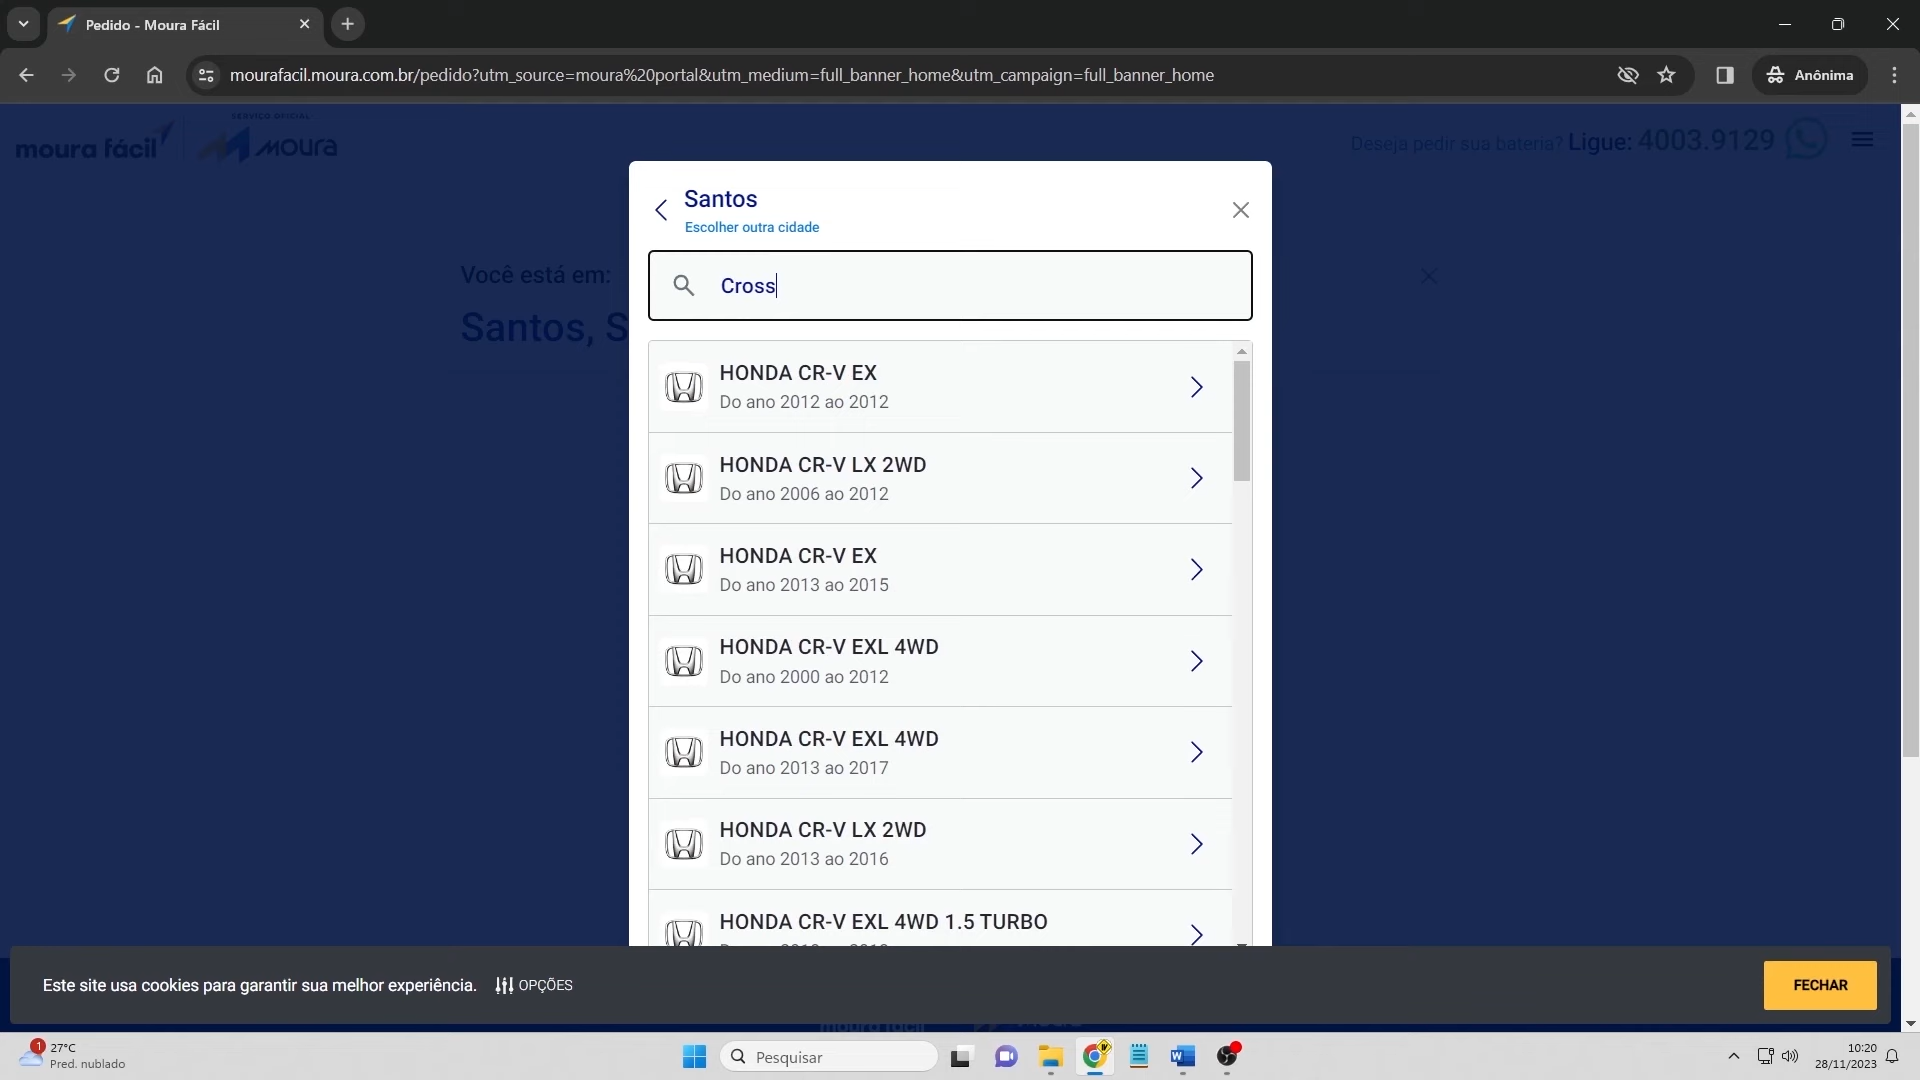 Pedido - Moura Fácil
mourafacil.moura.com.br/pedido?utm_source=moura%20portal&utm_medium=full_banner_home&utm_campaign=full_banner_home
Anônima
moura fácil
SERVIÇO OFICIAL
moura
Deseja pedir sua bateria? Ligue: 4003.9129
Você está em:
Santos, S
Santos
Escolher outra cidade
Cross
HONDA CR-V EX
Do ano 2012 ao 2012
HONDA CR-V LX 2WD
Do ano 2006 ao 2012
HONDA CR-V EX
Do ano 2013 ao 2015
HONDA CR-V EXL 4WD
Do ano 2000 ao 2012
HONDA CR-V EXL 4WD
Do ano 2013 ao 2017
HONDA CR-V LX 2WD
Do ano 2013 ao 2016
HONDA CR-V EXL 4WD 1.5 TURBO
Este site usa cookies para garantir sua melhor experiência. OPÇÕES
FECHAR
1
27°C
Pred. nublado
Pesquisar
10:20
28/11/2023